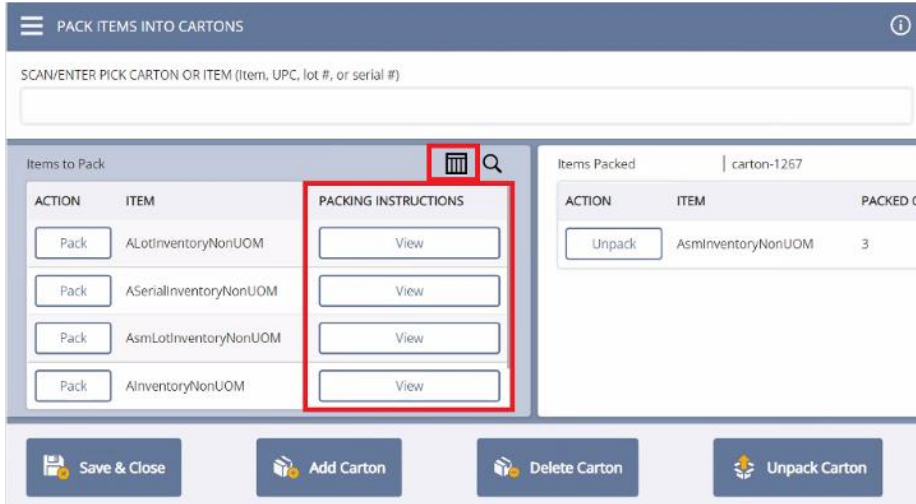 PACK ITEMS INTO CARTONS
SCAN/ENTER PICK CARTON OR ITEM (Item, UPC, lot #, or serial #)
Items to Pack
ACTION ITEM PACKING INSTRUCTIONS
Pack ALotInventoryNonUOM View
Pack ASerialInventoryNonUOM View
Pack AsmLotInventoryNonUOM View
Pack AInventoryNonUOM View
Items Packed carton-1267
ACTION ITEM PACKED
Unpack AsmInventoryNonUOM 3
Save & Close Add Carton Delete Carton Unpack Carton